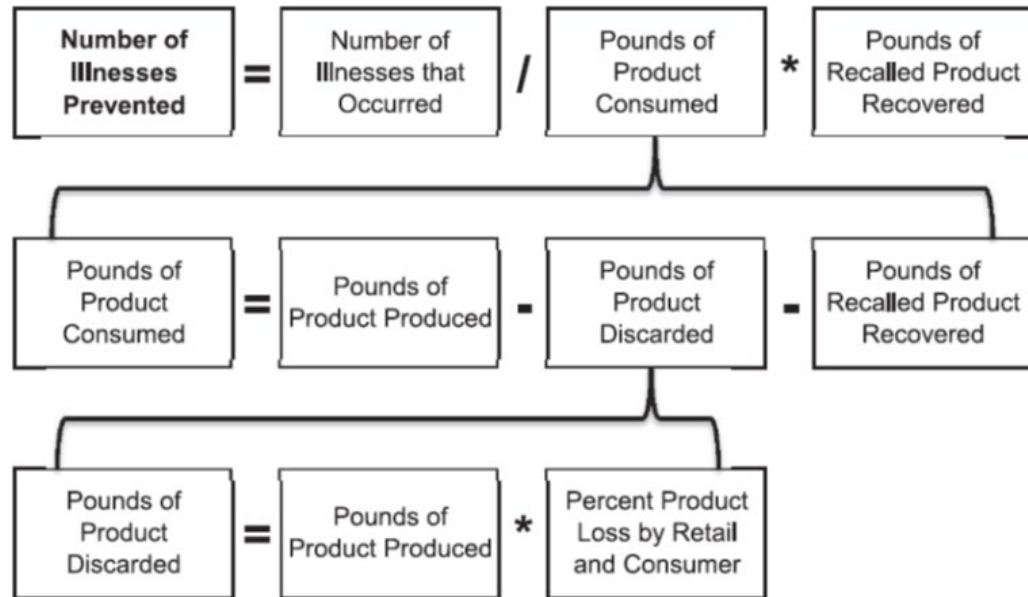 Number of
Illnesses
Prevented
=
Number of
Illnesses that
Occurred
/
Pounds of
Product
Consumed
*
Pounds of
Recalled Product
Recovered
Pounds of
Product
Consumed
=
Pounds of
Product Produced
-
Pounds of
Product
Discarded
-
Pounds of
Recalled Product
Recovered
Pounds of
Product
Discarded
=
Pounds of
Product Produced
*
Percent Product
Loss by Retail
and Consumer